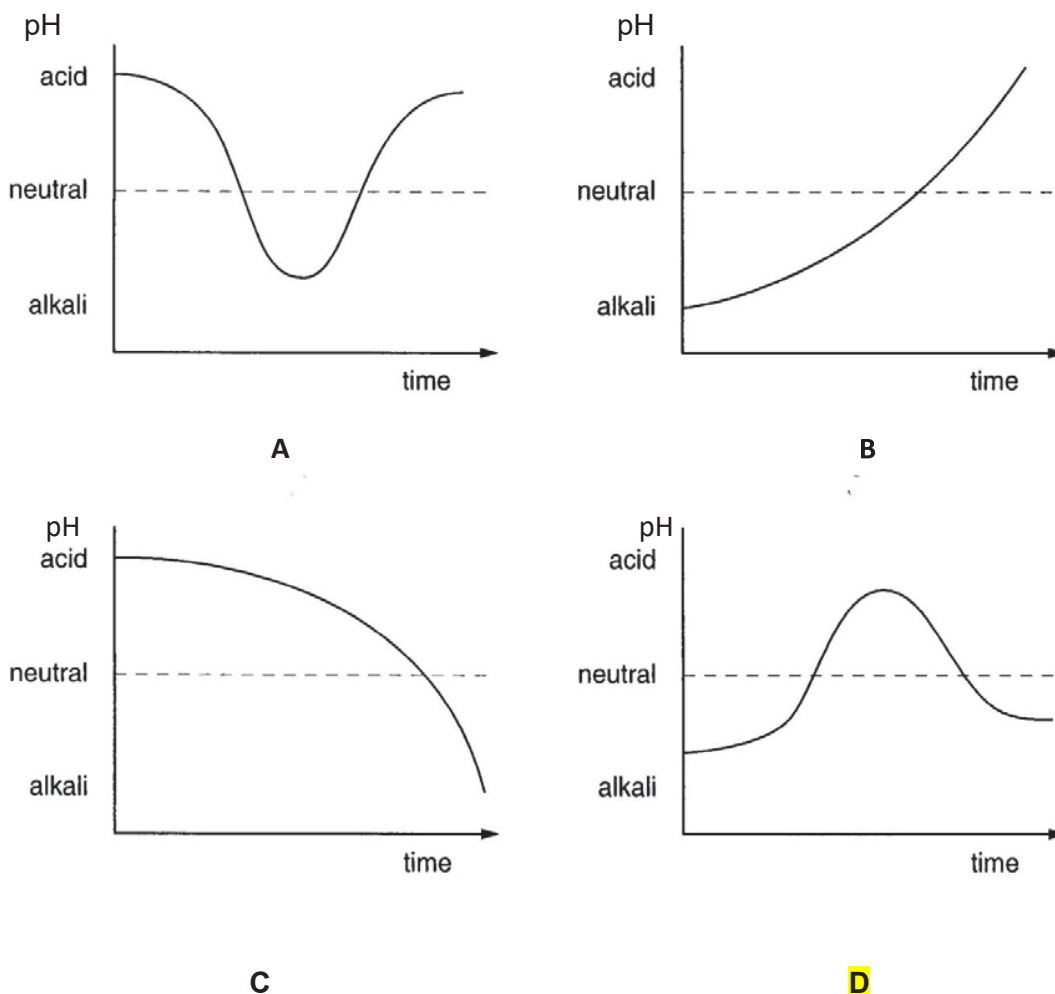 pH
acid
neutral
alkali
time
A
pH
acid
neutral
alkali
time
B
pH
acid
neutral
alkali
time
C
pH
acid
neutral
alkali
time
D